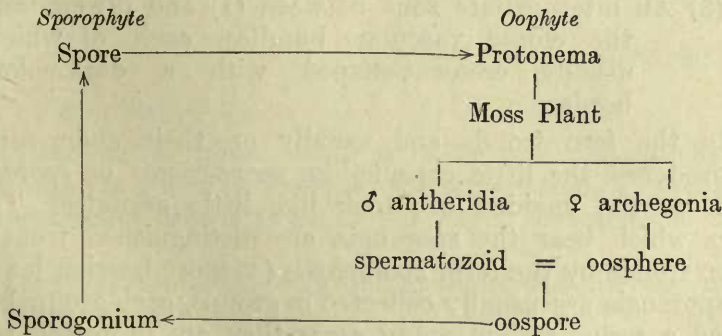 Sporophyte Oophyte
Spore Protonema
Moss Plant
♂ antheridia ♀ archegonia
spermatozoid = oosphere
Sporogonium oospore